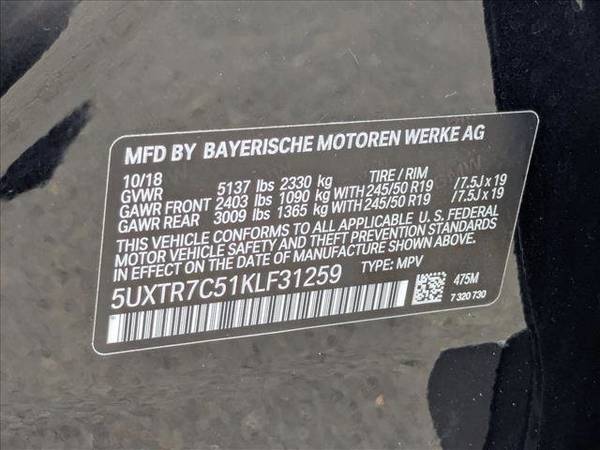 MFD BY BAYERISCHE MOTOREN WERKE AG
10/18 TIRE / RIM
GVWR 5137 lbs 2330 kg
GAWR FRONT 2403 lbs 1090 kg WITH 245/50 R19 /7.5J x 19
GAWR REAR 3009 lbs 1365 kg WITH 245/50 R19 /7.5J x 19
THIS VEHICLE CONFORMS TO ALL APPLICABLE U.S. FEDERAL
MOTOR VEHICLE SAFETY AND THEFT PREVENTION STANDARDS
IN EFFECT ON THE DATE OF MANUFACTURE SHOWN ABOVE.
5UXTR7C51KLF31259 TYPE: MPV
475M
7 320 730